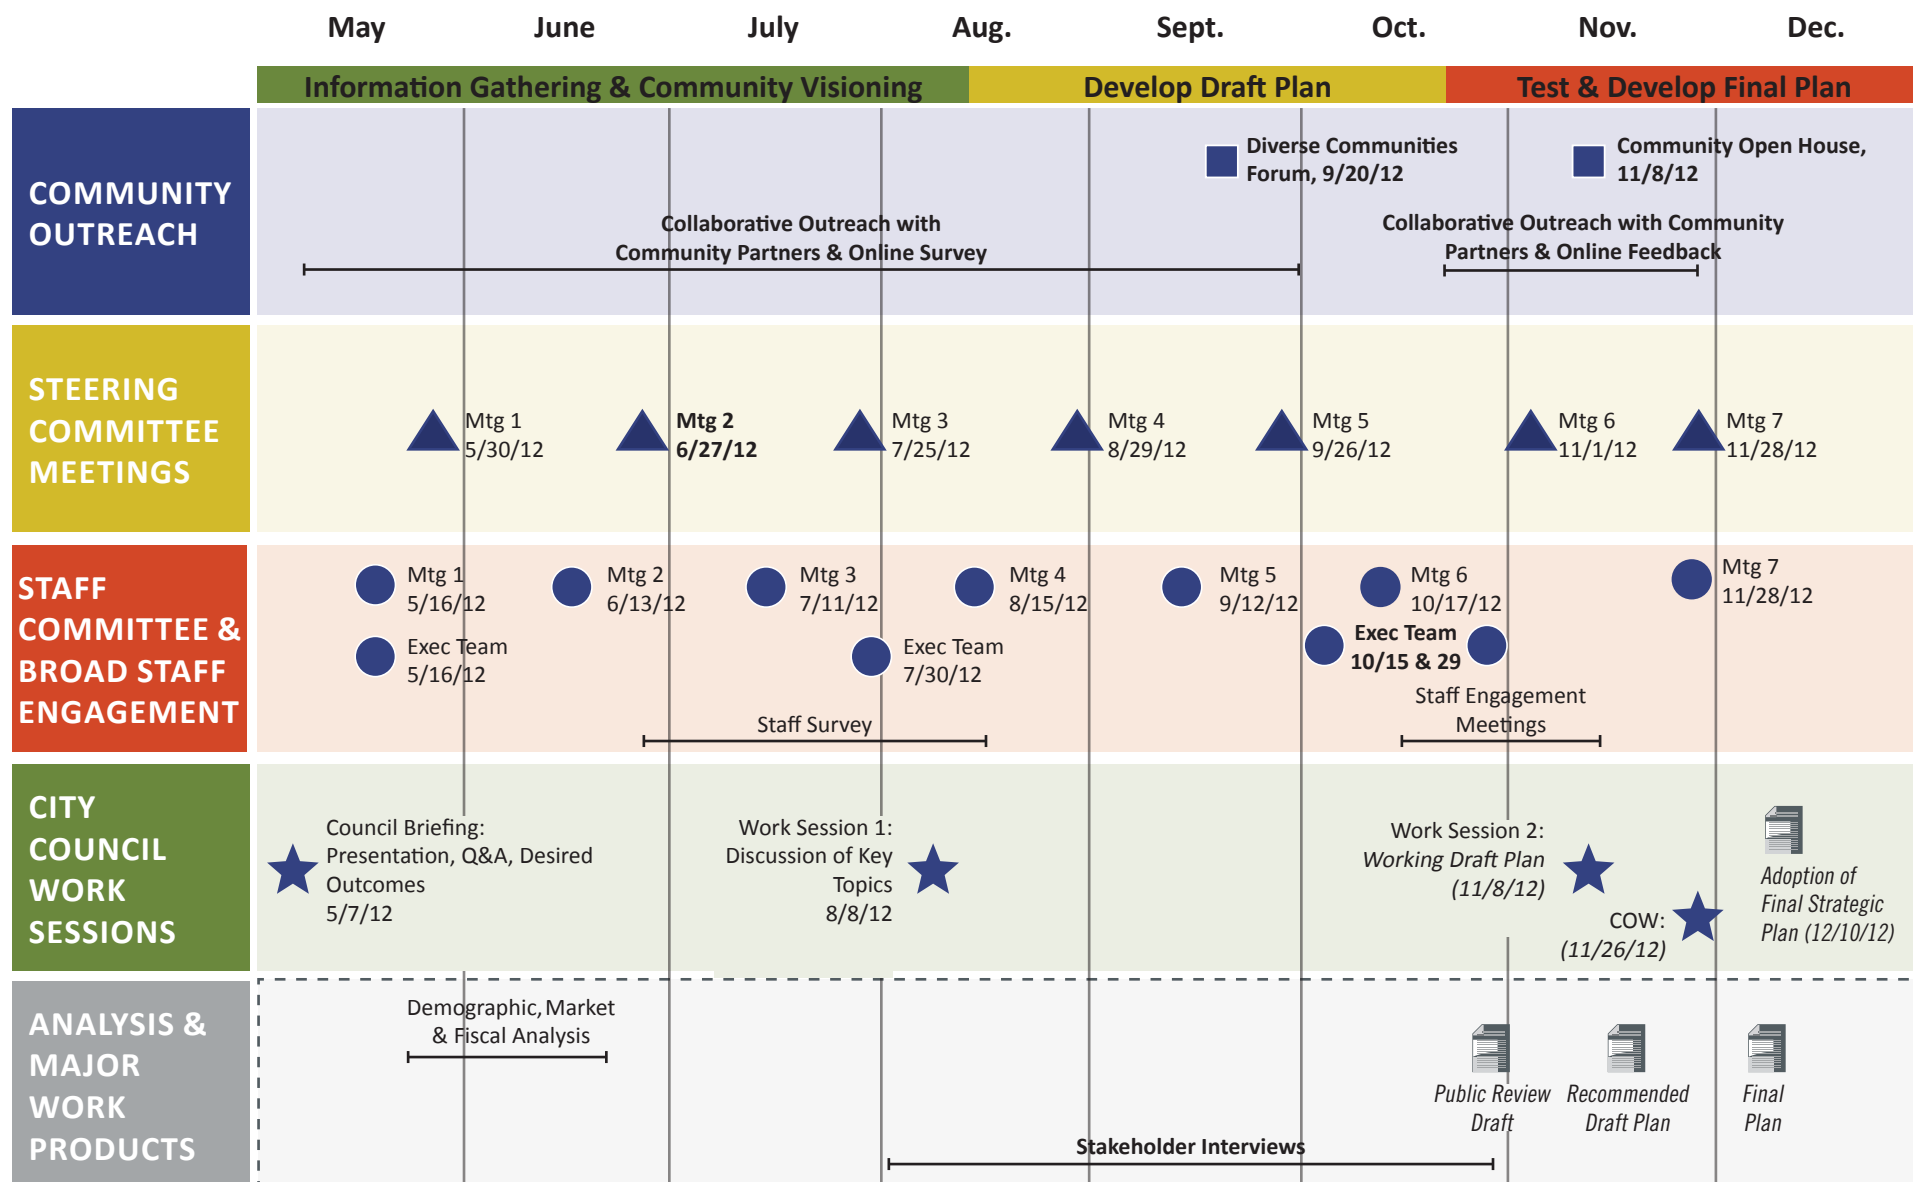 May June July Aug. Sept. Oct. Nov. Dec.
Information Gathering & Community Visioning
Develop Draft Plan
Test & Develop Final Plan
COMMUNITY
OUTREACH
Diverse Communities
Forum, 9/20/12
Community Open House,
11/8/12
Collaborative Outreach with
Community Partners & Online Survey
Collaborative Outreach with Community
Partners & Online Feedback
STEERING
COMMITTEE
MEETINGS
Mtg 1
5/30/12
Mtg 2
6/27/12
Mtg 3
7/25/12
Mtg 4
8/29/12
Mtg 5
9/26/12
Mtg 6
11/1/12
Mtg 7
11/28/12
STAFF
COMMITTEE &
BROAD STAFF
ENGAGEMENT
Mtg 1
5/16/12
Mtg 2
6/13/12
Mtg 3
7/11/12
Mtg 4
8/15/12
Mtg 5
9/12/12
Mtg 6
10/17/12
Mtg 7
11/28/12
Exec Team
5/16/12
Exec Team
7/30/12
Exec Team
10/15 & 29
Staff Survey
Staff Engagement
Meetings
CITY
COUNCIL
WORK
SESSIONS
Council Briefing:
Presentation, Q&A, Desired
Outcomes
5/7/12
Work Session 1:
Discussion of Key
Topics
8/8/12
Work Session 2:
Working Draft Plan
(11/8/12)
COW:
(11/26/12)
Adoption of
Final Strategic
Plan (12/10/12)
ANALYSIS &
MAJOR
WORK
PRODUCTS
Demographic, Market
& Fiscal Analysis
Stakeholder Interviews
Public Review
Draft
Recommended
Draft Plan
Final
Plan